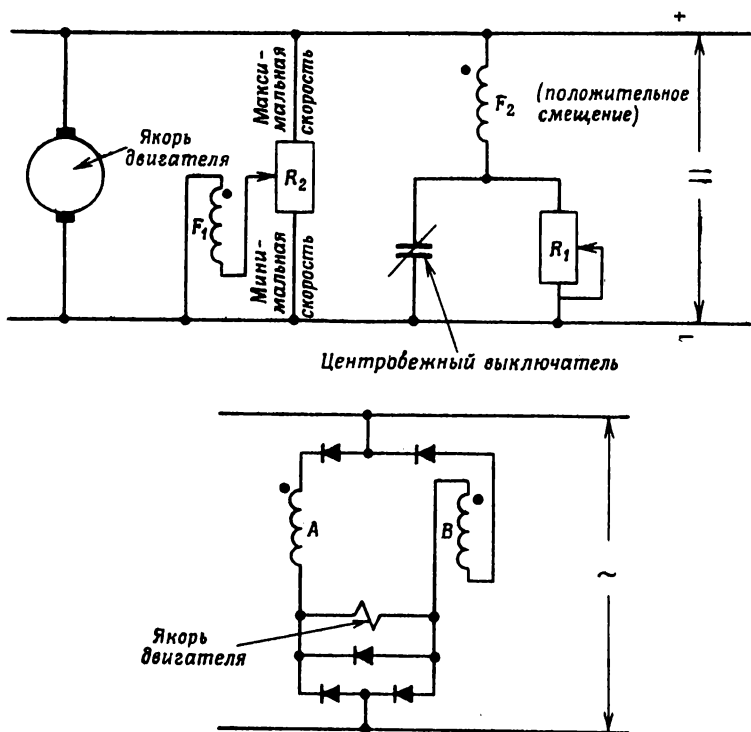 +
Якорь
двигателя
F₁
Макси-
мальная
скорость
R₂
Мини-
мальная
скорость
F₂
(положительное
смещение)
=
R₁
–
Центробежный выключатель
A
B
~
Якорь
двигателя